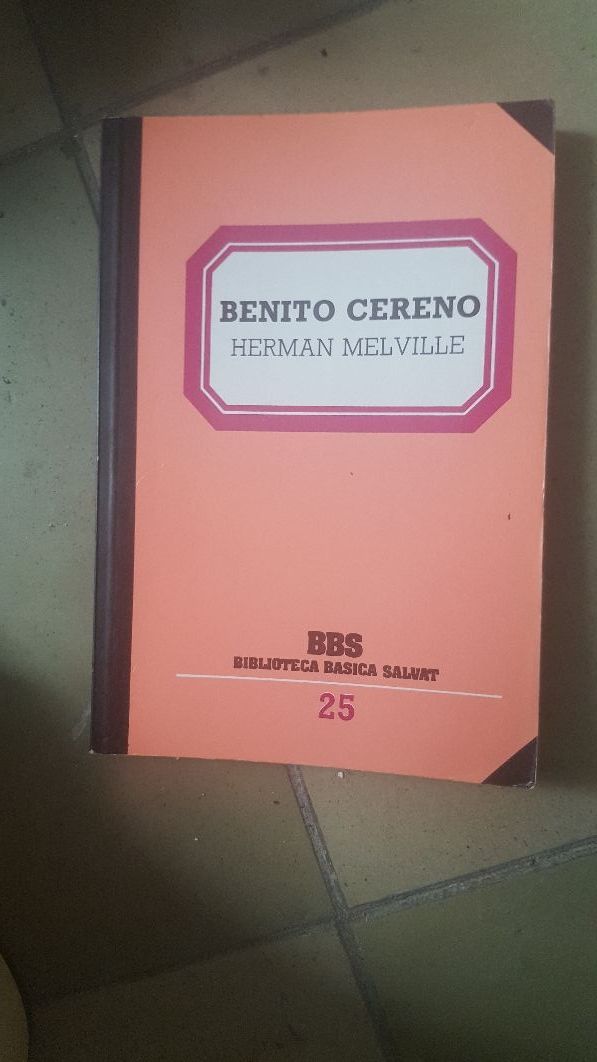 BENITO CERENO
HERMAN MELVILLE
BBS
BIBLIOTECA BASICA SALVAT
25